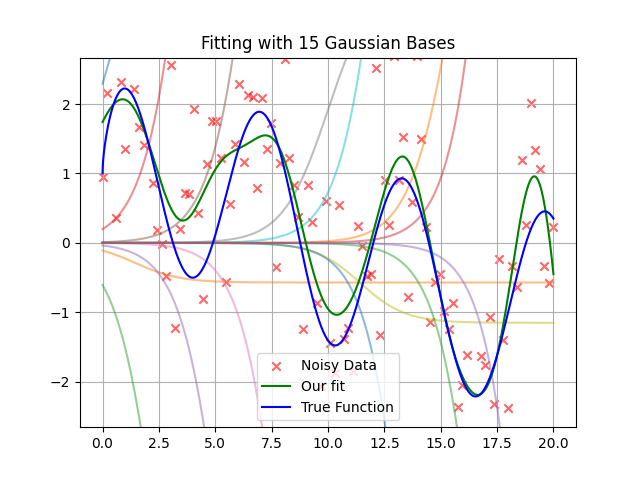 Fitting with 15 Gaussian Bases
2
1
0
−1
−2
Noisy Data
Our fit
True Function
0.0 2.5 5.0 7.5 10.0 12.5 15.0 17.5 20.0